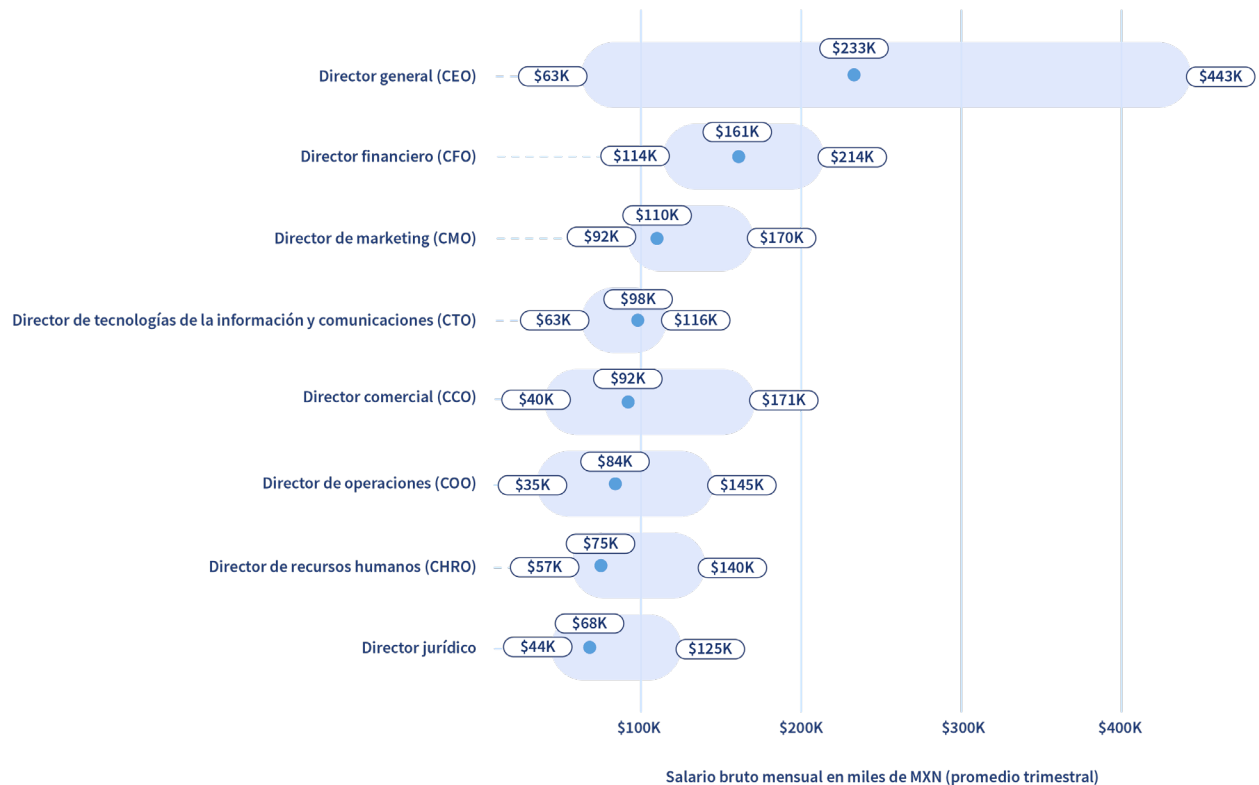 $233K
Director general (CEO) $63K $443K
$161K
Director financiero (CFO) $114K $214K
$110K
Director de marketing (CMO) $92K $170K
$98K
Director de tecnologías de la información y comunicaciones (CTO) $63K $116K
$92K
Director comercial (CCO) $40K $171K
$84K
Director de operaciones (COO) $35K $145K
$75K
Director de recursos humanos (CHRO) $57K $140K
$68K
Director jurídico $44K $125K
$100K $200K $300K $400K
Salario bruto mensual en miles de MXN (promedio trimestral)